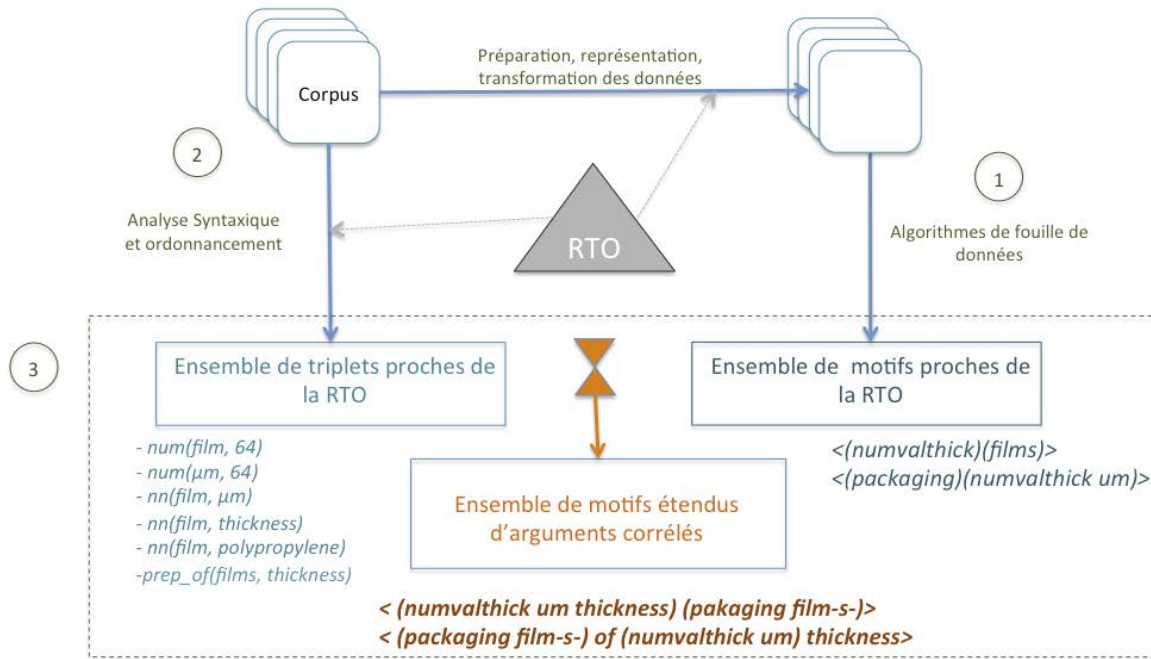 Corpus
Préparation, représentation,
transformation des données
2
1
Analyse Syntaxique
et ordonnancement
RTO
Algorithmes de fouille de
données
3
Ensemble de triplets proches de
la RTO
Ensemble de motifs proches de
la RTO
- num(film, 64)
- num(μm, 64)
- nn(film, μm)
- nn(film, thickness)
- nn(film, polypropylene)
-prep_of(films, thickness)
<(numvalthick)(films)>
<(packaging)(numvalthick um)>
Ensemble de motifs étendus
d'arguments corrélés
< (numvalthick um thickness) (pakaging film-s-)>
< (packaging film-s-) of (numvalthick um) thickness>